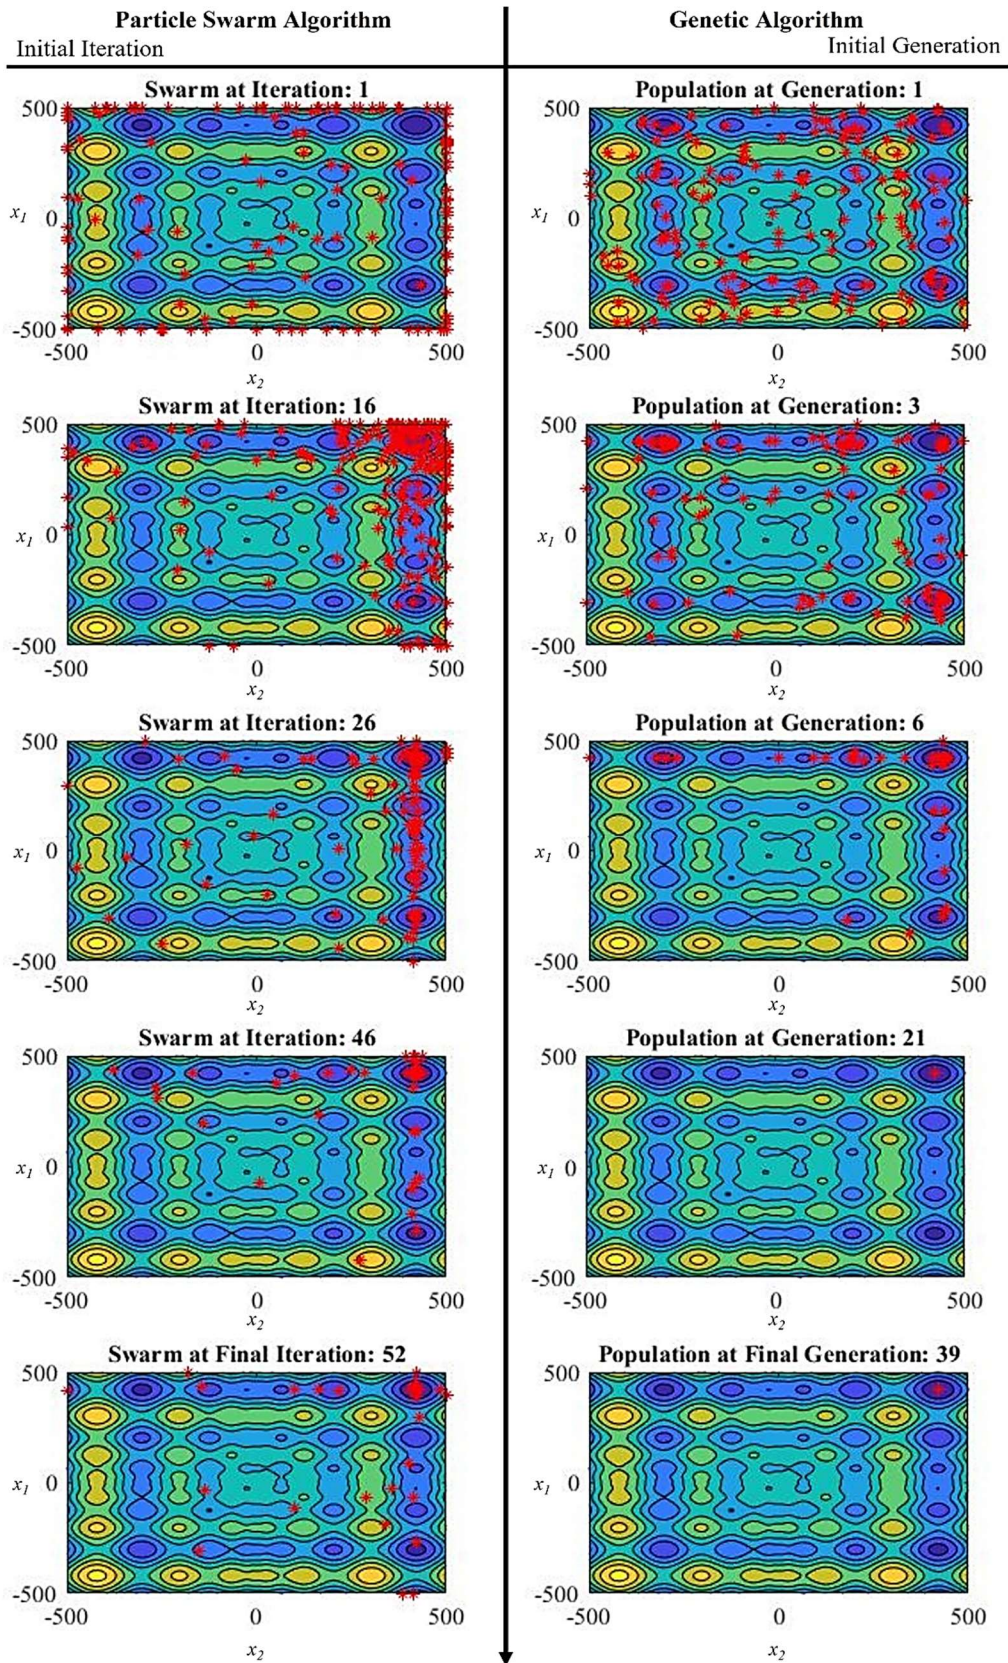 Particle Swarm Algorithm
Initial Iteration
Genetic Algorithm
Initial Generation
Swarm at Iteration: 1
500
x1 0
-500
-500 0 500
x2
Population at Generation: 1
500
x1 0
-500
-500 0 500
x2
Swarm at Iteration: 16
500
x1 0
-500
-500 0 500
x2
Population at Generation: 3
500
x1 0
-500
-500 0 500
x2
Swarm at Iteration: 26
500
x1 0
-500
-500 0 500
x2
Population at Generation: 6
500
x1 0
-500
-500 0 500
x2
Swarm at Iteration: 46
500
x1 0
-500
-500 0 500
x2
Population at Generation: 21
500
x1 0
-500
-500 0 500
x2
Swarm at Final Iteration: 52
500
x1 0
-500
-500 0 500
x2
Population at Final Generation: 39
500
x1 0
-500
-500 0 500
x2